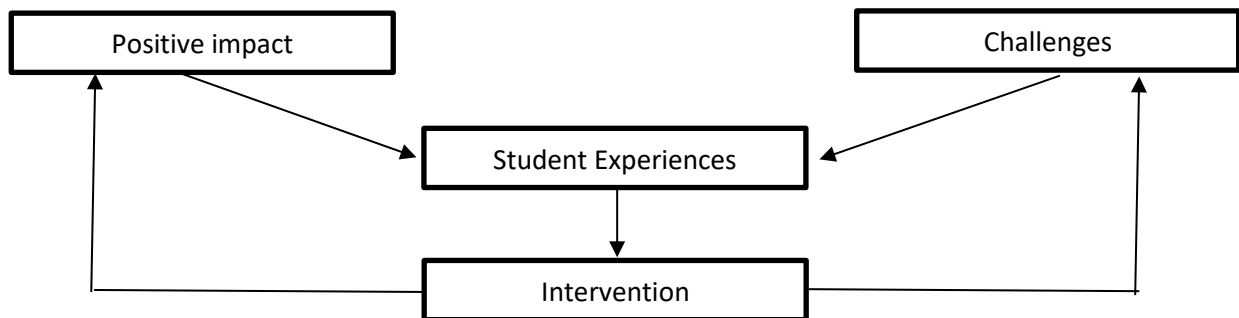 Positive impact
Challenges
Student Experiences
Intervention